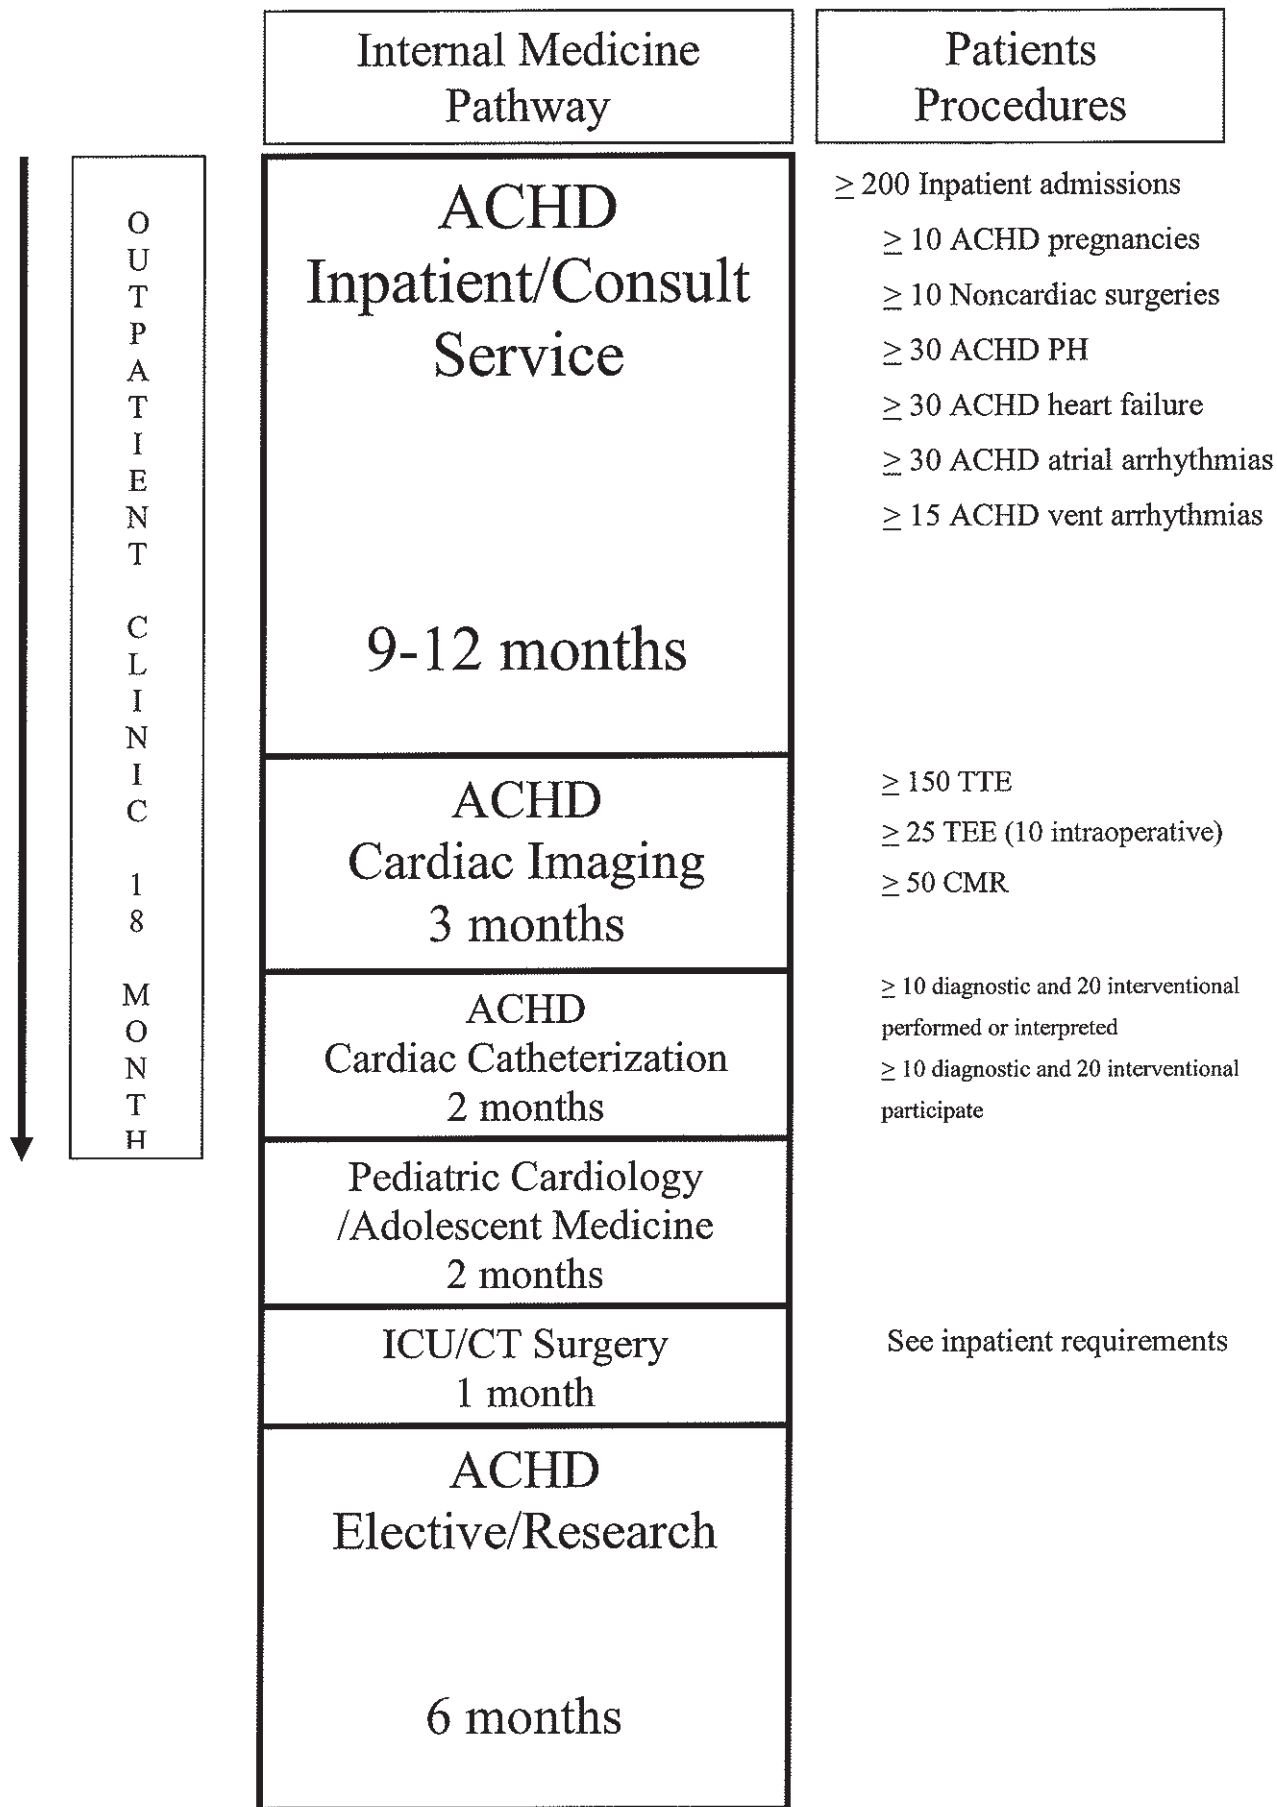 Internal Medicine
Pathway
Patients
Procedures
OUTPATIENT CLINIC 18 MONTH
ACHD
Inpatient/Consult
Service
9-12 months
≥ 200 Inpatient admissions
≥ 10 ACHD pregnancies
≥ 10 Noncardiac surgeries
≥ 30 ACHD PH
≥ 30 ACHD heart failure
≥ 30 ACHD atrial arrhythmias
≥ 15 ACHD vent arrhythmias
ACHD
Cardiac Imaging
3 months
≥ 150 TTE
≥ 25 TEE (10 intraoperative)
≥ 50 CMR
ACHD
Cardiac Catheterization
2 months
≥ 10 diagnostic and 20 interventional
performed or interpreted
≥ 10 diagnostic and 20 interventional
participate
Pediatric Cardiology
/Adolescent Medicine
2 months
ICU/CT Surgery
1 month
See inpatient requirements
ACHD
Elective/Research
6 months